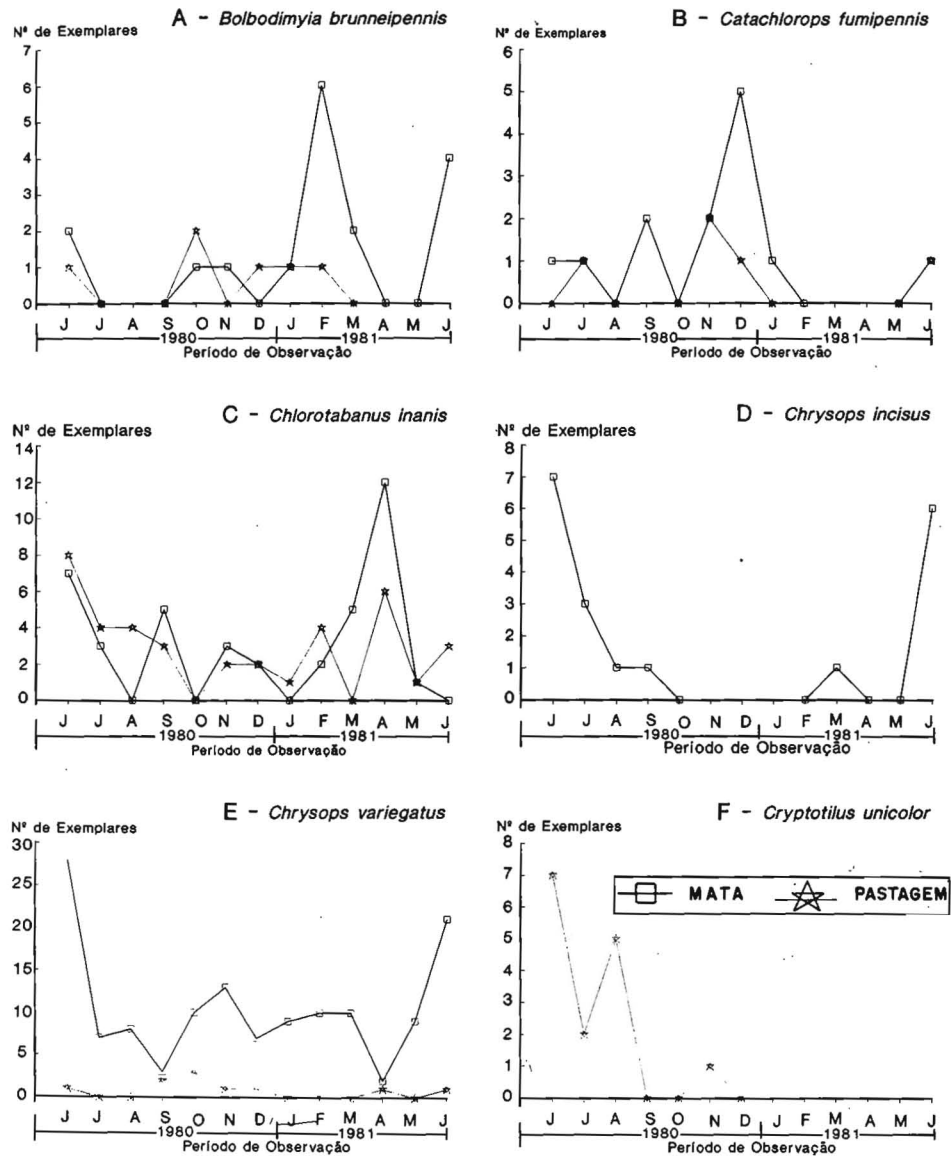 A - Bolbodimyia brunneipennis
Nº de Exemplares
7
6
5
4
3
2
1
0
J J A S O N D J F M A M J
1980 1981
Período de Observação
B - Catachlorops fumipennis
Nº de Exemplares
6
5
4
3
2
1
0
J J A S O N D J F M A M J
1980 1981
Período de Observação
C - Chlorotabanus inanis
Nº de Exemplares
14
12
10
8
6
4
2
0
J J A S O N D J F M A M J
1980 1981
Período de Observação
D - Chrysops incisus
Nº de Exemplares
8
7
6
5
4
3
2
1
0
J J A S O N D J F M A M J
1980 1981
Período de Observação
E - Chrysops variegatus
Nº de Exemplares
30
25
20
15
10
5
0
J J A S O N D J F M A M J
1980 1981
Período de Observação
F - Cryptotilus unicolor
Nº de Exemplares
8
7
6
5
4
3
2
1
0
MATA PASTAGEM
J J A S O N D J F M A M J
1980 1981
Período de Observação